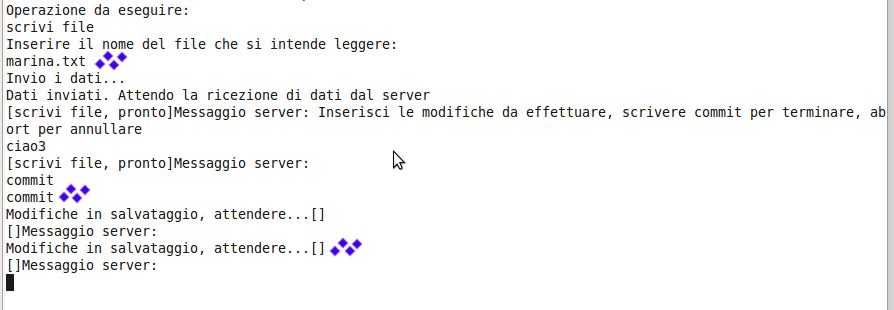 Operazione da eseguire:
scrivi file
Inserire il nome del file che si intende leggere:
marina.txt
Invio i dati...
Dati inviati. Attendo la ricezione di dati dal server
[scrivi file, pronto]Messaggio server: Inserisci le modifiche da effettuare, scrivere commit per terminare, ab
ort per annullare
ciao3
[scrivi file, pronto]Messaggio server:
commit
commit
Modifiche in salvataggio, attendere...[]
[]Messaggio server:
Modifiche in salvataggio, attendere...[]
[]Messaggio server: